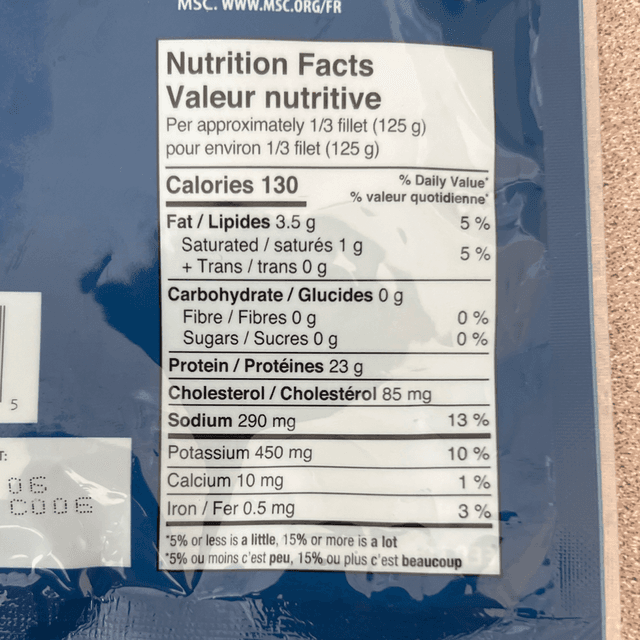 MSC. WWW.MSC.ORG/FR
Nutrition Facts
Valeur nutritive
Per approximately 1/3 fillet (125 g)
pour environ 1/3 filet (125 g)
Calories 130
% Daily Value*
% valeur quotidienne*
Fat / Lipides 3.5 g 5 %
Saturated / saturés 1 g
+ Trans / trans 0 g
5 %
Carbohydrate / Glucides 0 g
Fibre / Fibres 0 g 0 %
Sugars / Sucres 0 g 0 %
Protein / Protéines 23 g
Cholesterol / Cholestérol 85 mg
Sodium 290 mg 13 %
Potassium 450 mg 10 %
Calcium 10 mg 1 %
Iron / Fer 0.5 mg 3 %
*5% or less is a little, 15% or more is a lot
*5% ou moins c'est peu, 15% ou plus c'est beaucoup
5
T:
06
C006